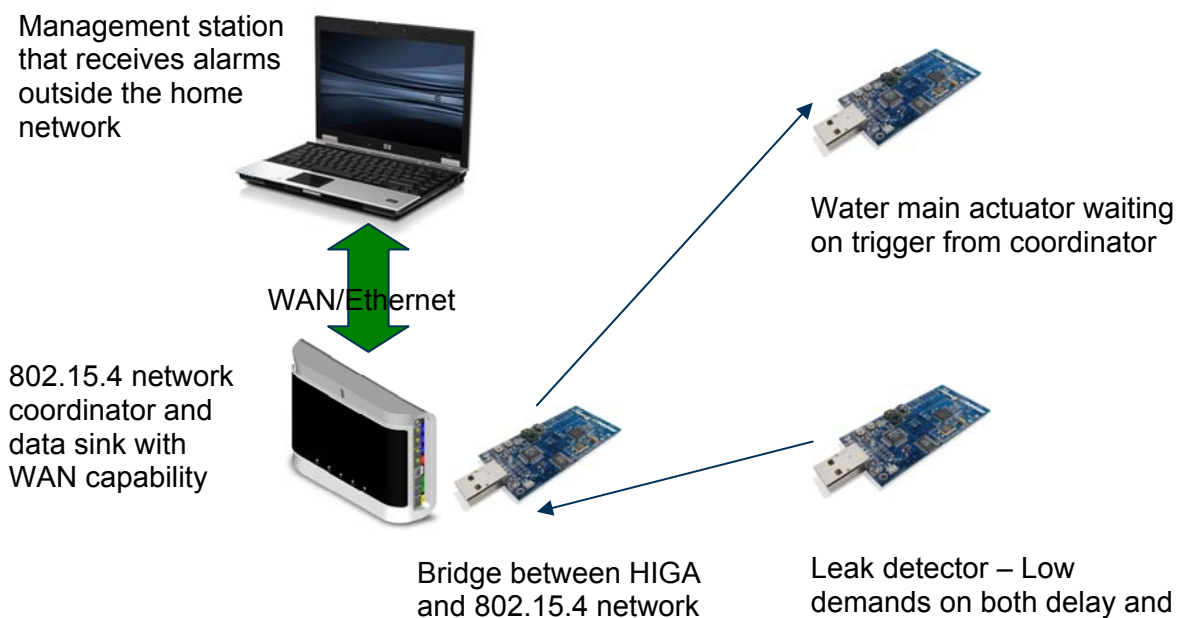 Management station
that receives alarms
outside the home
network
Water main actuator waiting
on trigger from coordinator
WAN/Ethernet
802.15.4 network
coordinator and
data sink with
WAN capability
Bridge between HIGA
and 802.15.4 network
Leak detector – Low
demands on both delay and